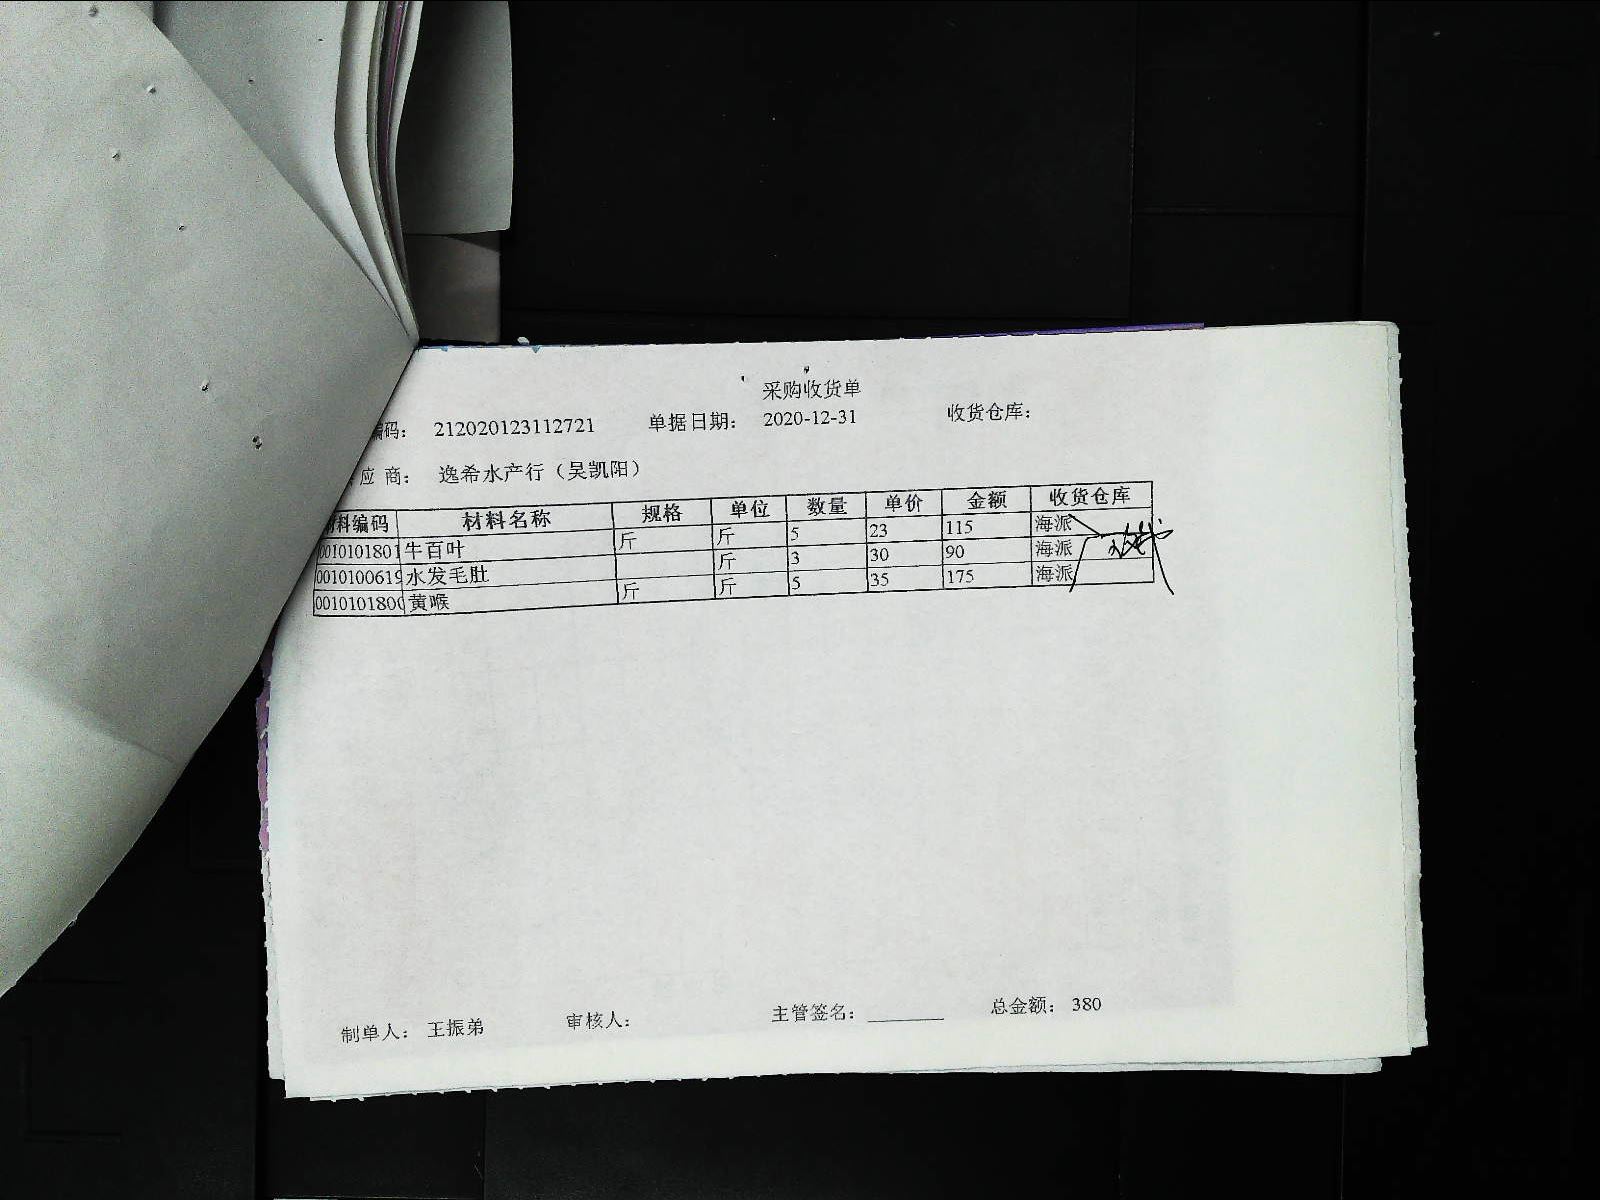 采购收货单
编码： 212020123112721 单据日期： 2020-12-31 收货仓库：
应 商： 逸希水产行（吴凯阳）
料编码 材料名称 规格 单位 数量 单价 金额 收货仓库
0010101801 牛百叶 斤 斤 5 23 115 海派
001010061 水发毛肚 斤 3 30 90 海派
001010180 黄喉 斤 斤 5 35 175 海派
制单人： 王振弟 审核人： 主管签名： 总金额： 380